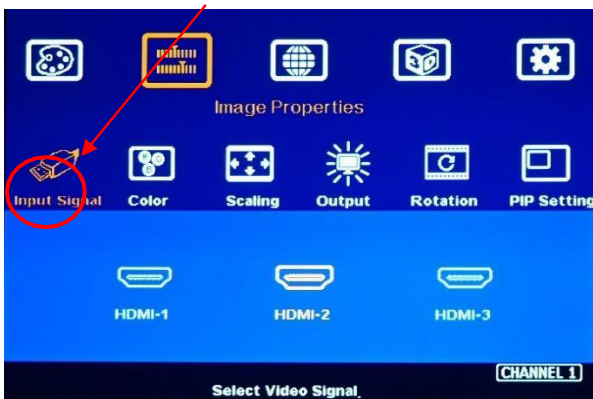 Image Properties
Input Signal Color Scaling Output Rotation PIP Setting
HDMI-1 HDMI-2 HDMI-3
CHANNEL 1
Select Video Signal